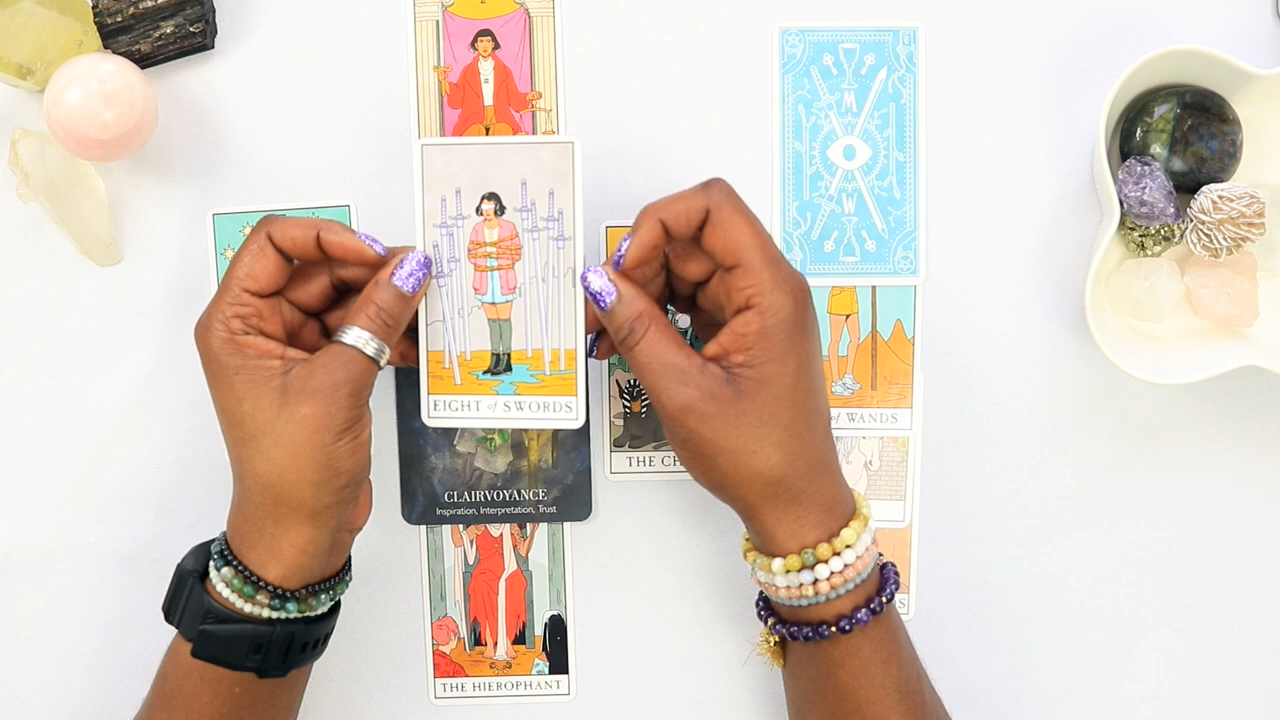 M
W
EIGHT of SWORDS
of WANDS
THE CH
CLAIRVOYANCE
Inspiration, Interpretation, Trust
S
THE HIEROPHANT